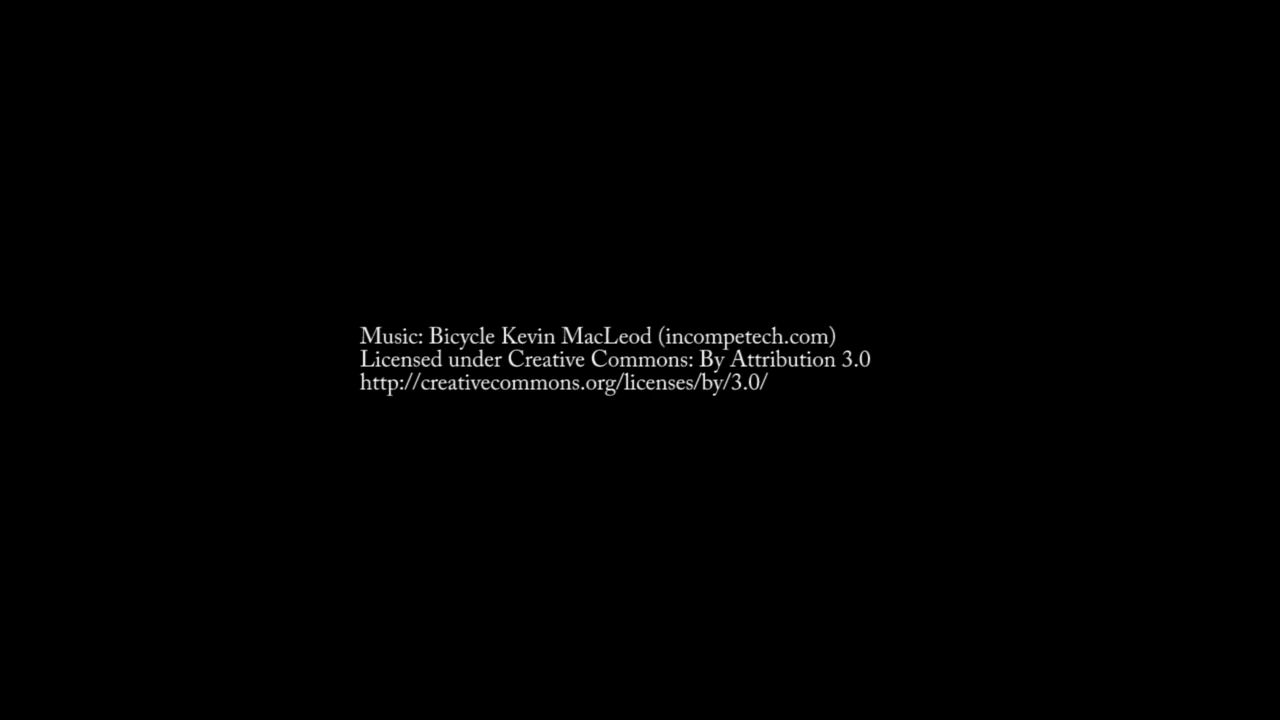 Music: Bicycle Kevin MacLeod (incompetech.com)
Licensed under Creative Commons: By Attribution 3.0
http://creativecommons.org/licenses/by/3.0/